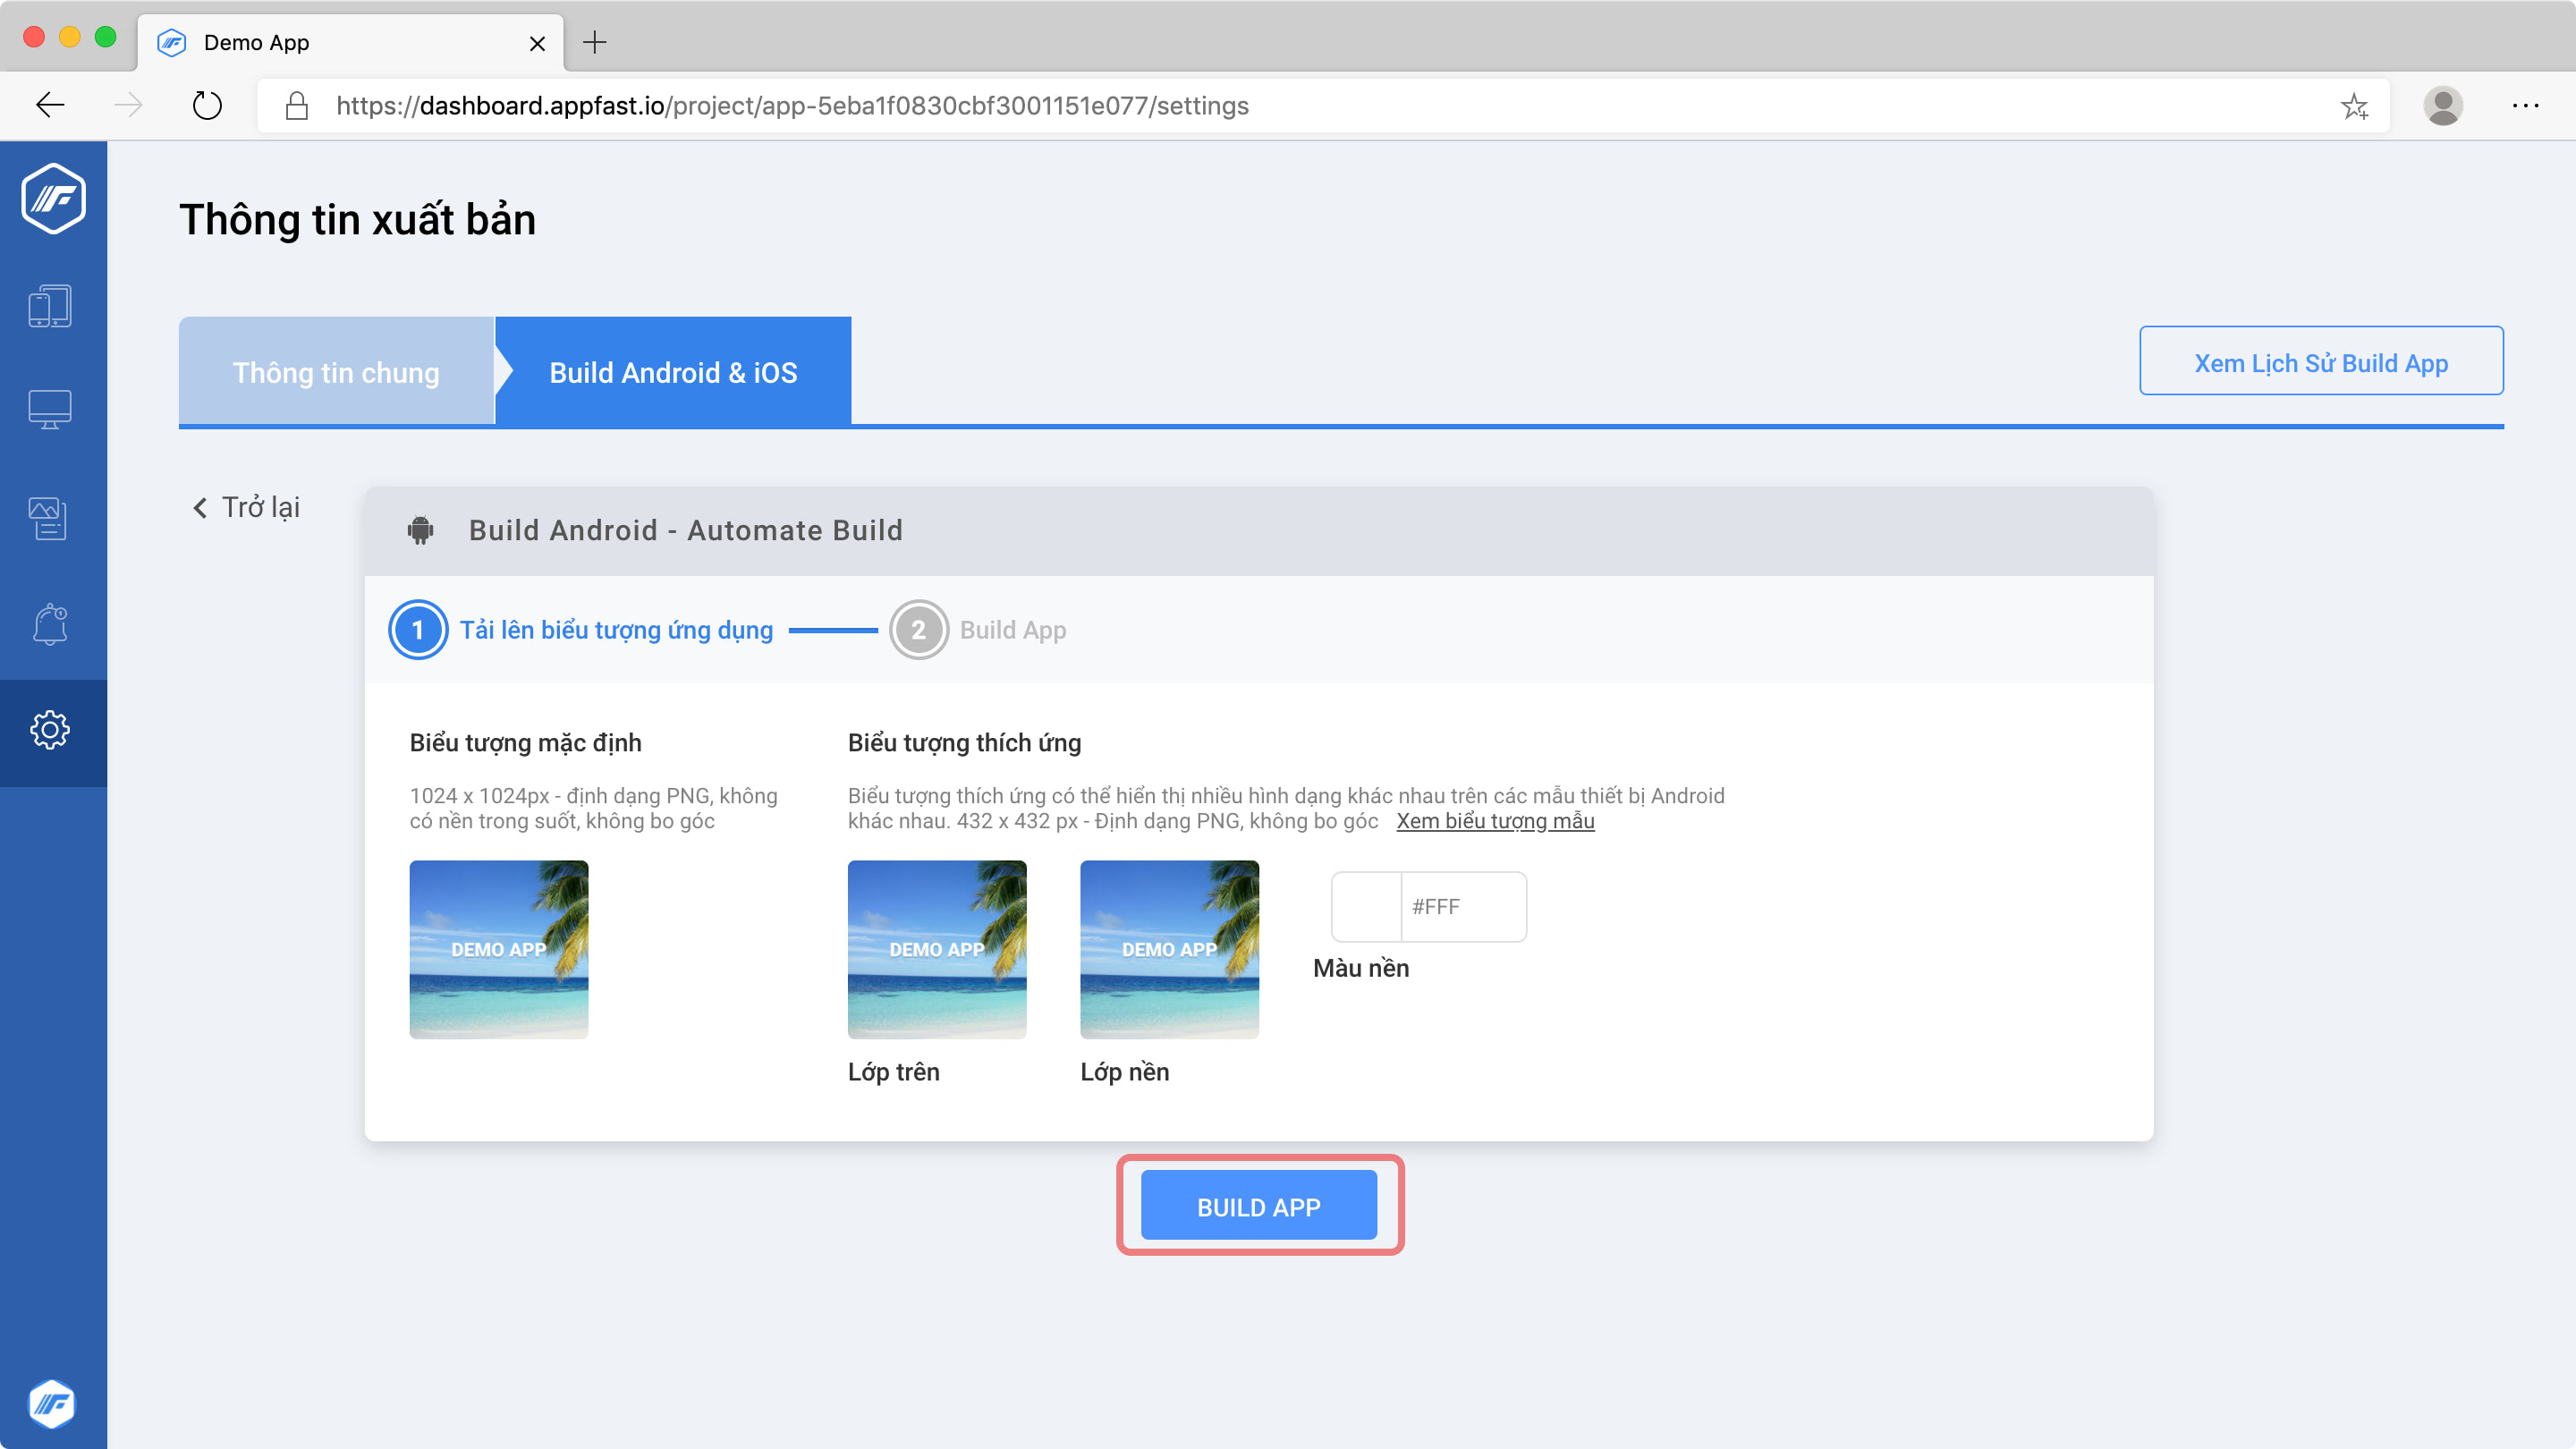 Demo App
https://dashboard.appfast.io/project/app-5eba1f0830cbf3001151e077/settings
Thông tin xuất bản
Thông tin chung
Build Android & iOS
Xem Lịch Sử Build App
Trở lại
Build Android - Automate Build
1 Tải lên biểu tượng ứng dụng
2 Build App
Biểu tượng mặc định
1024 x 1024px - định dạng PNG, không
có nền trong suốt, không bo góc
DEMO APP
Biểu tượng thích ứng
Biểu tượng thích ứng có thể hiển thị nhiều hình dạng khác nhau trên các mẫu thiết bị Android
khác nhau. 432 x 432 px - Định dạng PNG, không bo góc Xem biểu tượng mẫu
DEMO APP
Lớp trên
DEMO APP
Lớp nền
#FFF
Màu nền
BUILD APP